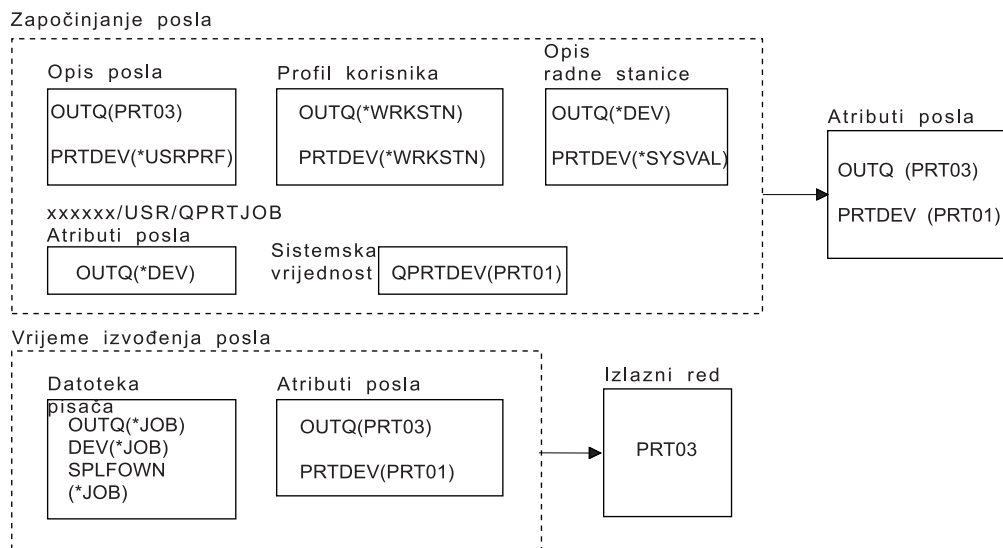 Započinjanje posla
Opis posla
OUTQ(PRT03)
PRTDEV(*USRPRF)
Profil korisnika
OUTQ(*WRKSTN)
PRTDEV(*WRKSTN)
Opis
radne stanice
OUTQ(*DEV)
PRTDEV(*SYSVAL)
Atributi posla
OUTQ (PRT03)
PRTDEV (PRT01)
xxxxxx/USR/QPRTJOB
Atributi posla
OUTQ(*DEV)
Sistemska
vrijednost
QPRTDEV(PRT01)
Vrijeme izvođenja posla
Datoteka
pisača
OUTQ(*JOB)
DEV(*JOB)
SPLFOWN
(*JOB)
Atributi posla
OUTQ(PRT03)
PRTDEV(PRT01)
Izlazni red
PRT03